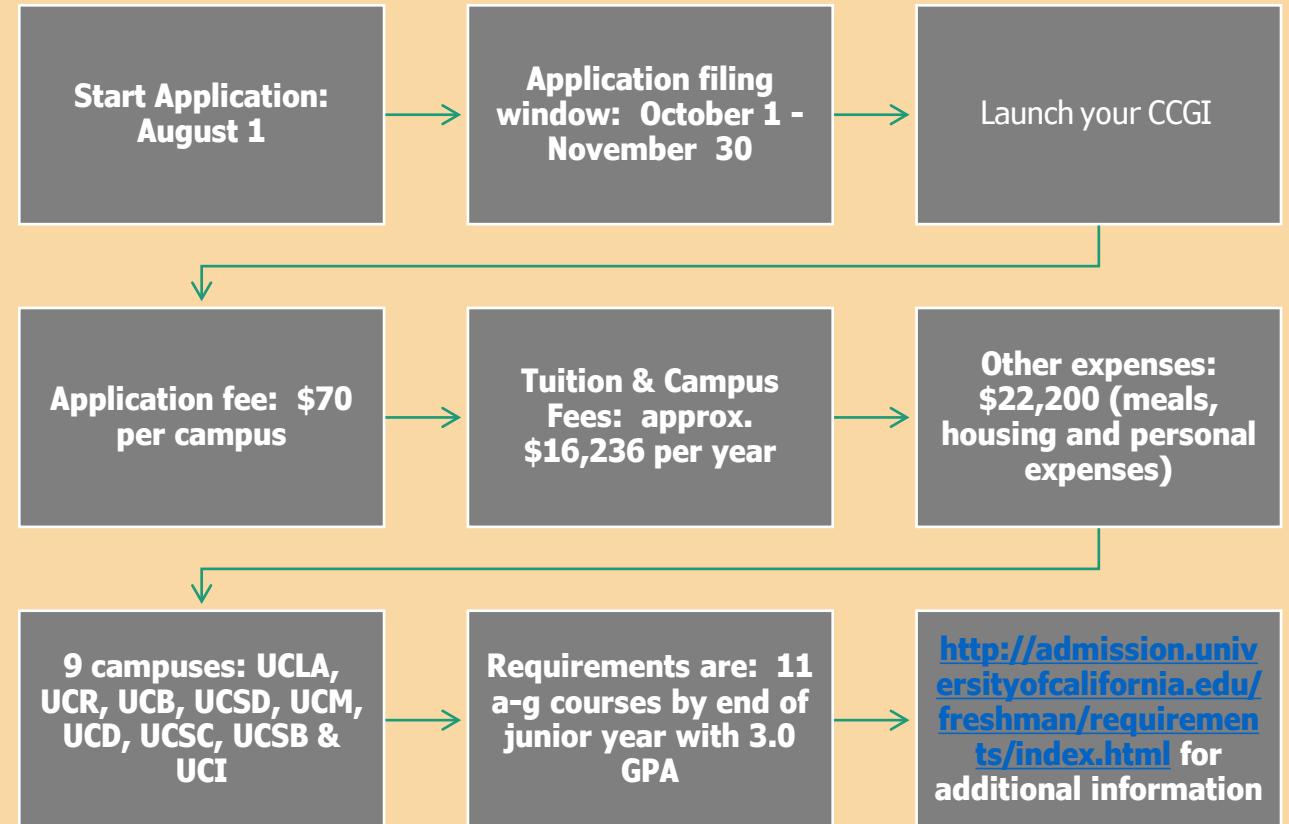 Start Application:
August 1
Application filing
window:  October 1 -
November  30
Launch your CCGI
Application fee:  $70
per campus
Tuition & Campus
Fees:  approx.
$16,236 per year
Other expenses:
$22,200 (meals,
housing and personal
expenses)
9 campuses: UCLA,
UCR, UCB, UCSD, UCM,
UCD, UCSC, UCSB &
UCI
Requirements are:  11
a-g courses by end of
junior year with 3.0
GPA
http://admission.univ
ersityofcalifornia.edu/
freshman/requiremen
ts/index.html for
additional information